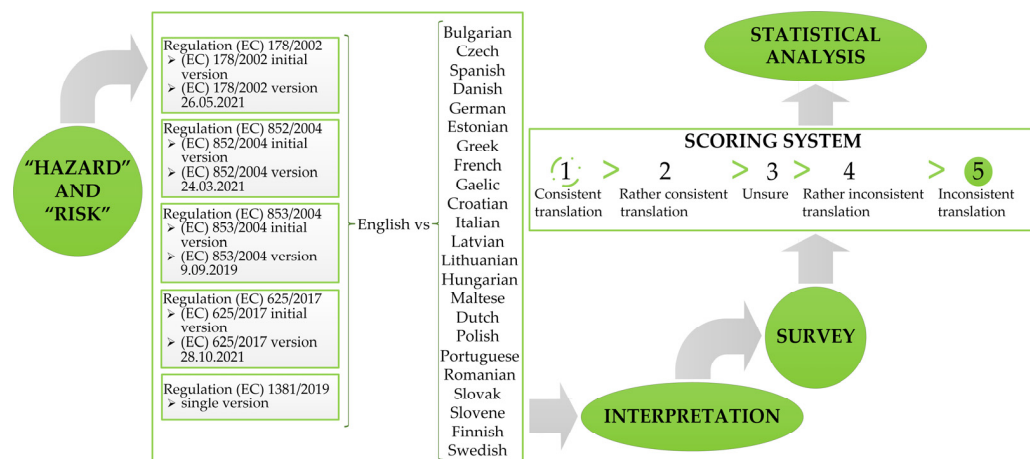 “HAZARD”
AND
“RISK”
Regulation (EC) 178/2002
➢ (EC) 178/2002 initial
version
➢ (EC) 178/2002 version
26.05.2021
Regulation (EC) 852/2004
➢ (EC) 852/2004 initial
version
➢ (EC) 852/2004 version
24.03.2021
Regulation (EC) 853/2004
➢ (EC) 853/2004 initial
version
➢ (EC) 853/2004 version
9.09.2019
Regulation (EC) 625/2017
➢ (EC) 625/2017 initial
version
➢ (EC) 625/2017 version
28.10.2021
Regulation (EC) 1381/2019
➢ single version
English vs
Bulgarian
Czech
Spanish
Danish
German
Estonian
Greek
French
Gaelic
Croatian
Italian
Latvian
Lithuanian
Hungarian
Maltese
Dutch
Polish
Portuguese
Romanian
Slovak
Slovene
Finnish
Swedish
INTERPRETATION
SURVEY
SCORING SYSTEM
1 > 2 > 3 > 4 > 5
Consistent Rather consistent Unsure Rather inconsistent Inconsistent
translation translation translation translation
STATISTICAL
ANALYSIS